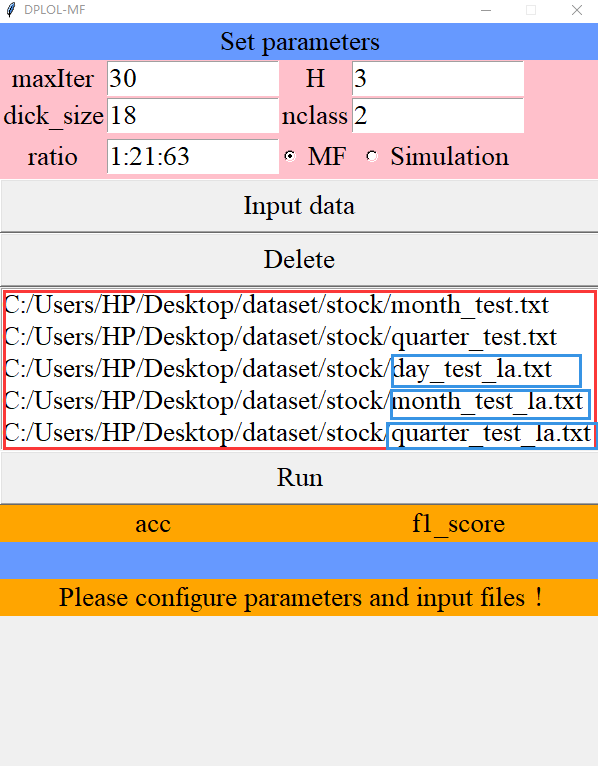 DPLOL-MF
Set parameters
maxIter 30 H 3
dick_size 18 nclass 2
ratio 1:21:63 MF Simulation
Input data
Delete
C:/Users/HP/Desktop/dataset/stock/month_test.txt
C:/Users/HP/Desktop/dataset/stock/quarter_test.txt
C:/Users/HP/Desktop/dataset/stock/day_test_la.txt
C:/Users/HP/Desktop/dataset/stock/month_test_la.txt
C:/Users/HP/Desktop/dataset/stock/quarter_test_la.txt
Run
acc f1_score
Please configure parameters and input files !